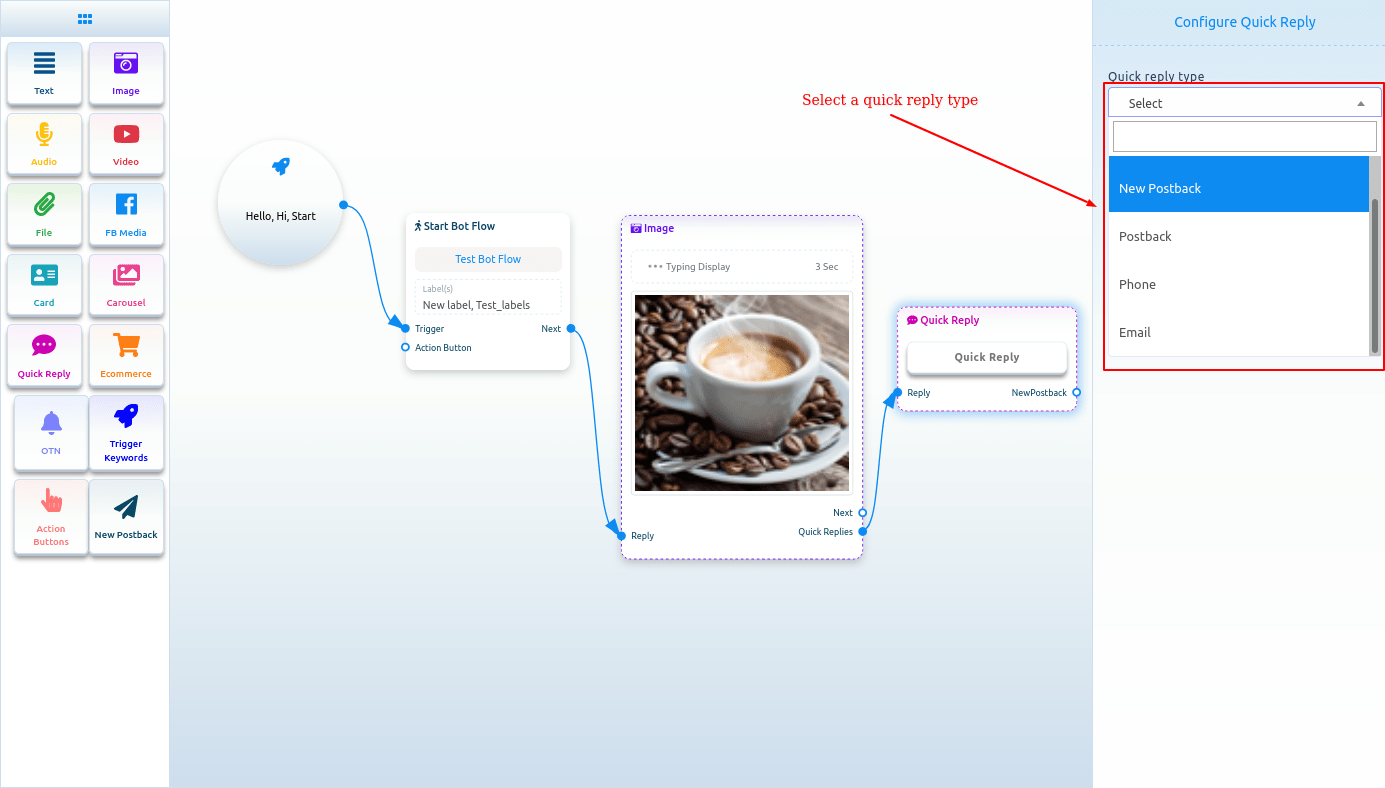 Text
Image
Audio
Video
File
FB Media
Card
Carousel
Quick Reply
Ecommerce
OTN
Trigger
Keywords
Action
Buttons
New Postback
Hello, Hi, Start
Start Bot Flow
Test Bot Flow
Label(s)
New label, Test_labels
Trigger
Next
Action Button
Image
Typing Display
3 Sec
Next
Quick Replies
Reply
Quick Reply
Quick Reply
Reply
NewPostback
Select a quick reply type
Configure Quick Reply
Quick reply type
Select
New Postback
Postback
Phone
Email